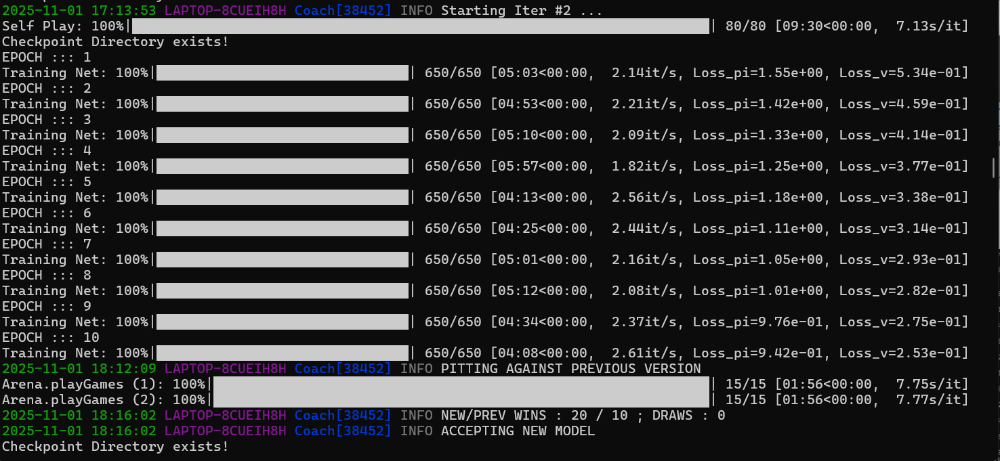 2025-11-01 17:13:53 LAPTOP-8CUEIH8H Coach[38452] INFO Starting Iter #2 ...
Self Play: 100%| | 80/80 [09:30<00:00,  7.13s/it]
Checkpoint Directory exists!
EPOCH ::: 1
Training Net: 100%| | 650/650 [05:03<00:00,  2.14it/s, Loss_pi=1.55e+00, Loss_v=5.34e-01]
EPOCH ::: 2
Training Net: 100%| | 650/650 [04:53<00:00,  2.21it/s, Loss_pi=1.42e+00, Loss_v=4.59e-01]
EPOCH ::: 3
Training Net: 100%| | 650/650 [05:10<00:00,  2.09it/s, Loss_pi=1.33e+00, Loss_v=4.14e-01]
EPOCH ::: 4
Training Net: 100%| | 650/650 [05:57<00:00,  1.82it/s, Loss_pi=1.25e+00, Loss_v=3.77e-01]
EPOCH ::: 5
Training Net: 100%| | 650/650 [04:13<00:00,  2.56it/s, Loss_pi=1.18e+00, Loss_v=3.38e-01]
EPOCH ::: 6
Training Net: 100%| | 650/650 [04:25<00:00,  2.44it/s, Loss_pi=1.11e+00, Loss_v=3.14e-01]
EPOCH ::: 7
Training Net: 100%| | 650/650 [05:01<00:00,  2.16it/s, Loss_pi=1.05e+00, Loss_v=2.93e-01]
EPOCH ::: 8
Training Net: 100%| | 650/650 [05:12<00:00,  2.08it/s, Loss_pi=1.01e+00, Loss_v=2.82e-01]
EPOCH ::: 9
Training Net: 100%| | 650/650 [04:34<00:00,  2.37it/s, Loss_pi=9.76e-01, Loss_v=2.75e-01]
EPOCH ::: 10
Training Net: 100%| | 650/650 [04:08<00:00,  2.61it/s, Loss_pi=9.42e-01, Loss_v=2.53e-01]
2025-11-01 18:12:09 LAPTOP-8CUEIH8H Coach[38452] INFO PITTING AGAINST PREVIOUS VERSION
Arena.playGames (1): 100%| | 15/15 [01:56<00:00,  7.75s/it]
Arena.playGames (2): 100%| | 15/15 [01:56<00:00,  7.77s/it]
2025-11-01 18:16:02 LAPTOP-8CUEIH8H Coach[38452] INFO NEW/PREV WINS : 20 / 10 ; DRAWS : 0
2025-11-01 18:16:02 LAPTOP-8CUEIH8H Coach[38452] INFO ACCEPTING NEW MODEL
Checkpoint Directory exists!